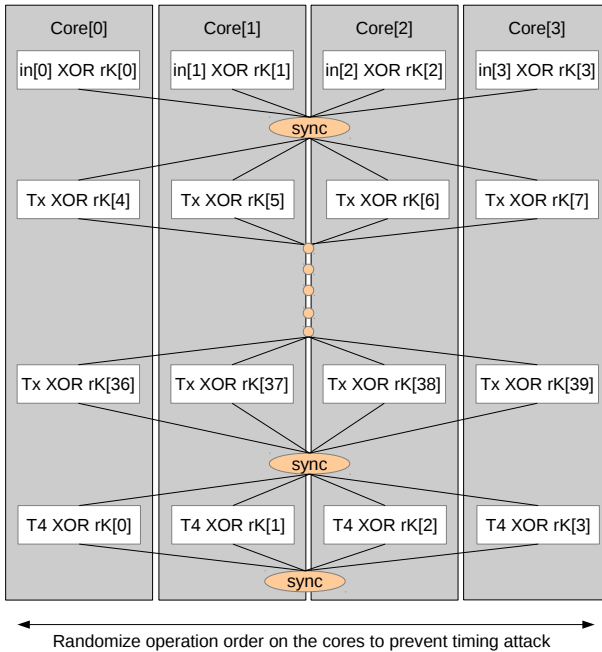 Core[0] Core[1] Core[2] Core[3]
in[0] XOR rK[0] in[1] XOR rK[1] in[2] XOR rK[2] in[3] XOR rK[3]
sync
Tx XOR rK[4] Tx XOR rK[5] Tx XOR rK[6] Tx XOR rK[7]
Tx XOR rK[36] Tx XOR rK[37] Tx XOR rK[38] Tx XOR rK[39]
sync
T4 XOR rK[0] T4 XOR rK[1] T4 XOR rK[2] T4 XOR rK[3]
sync
Randomize operation order on the cores to prevent timing attack